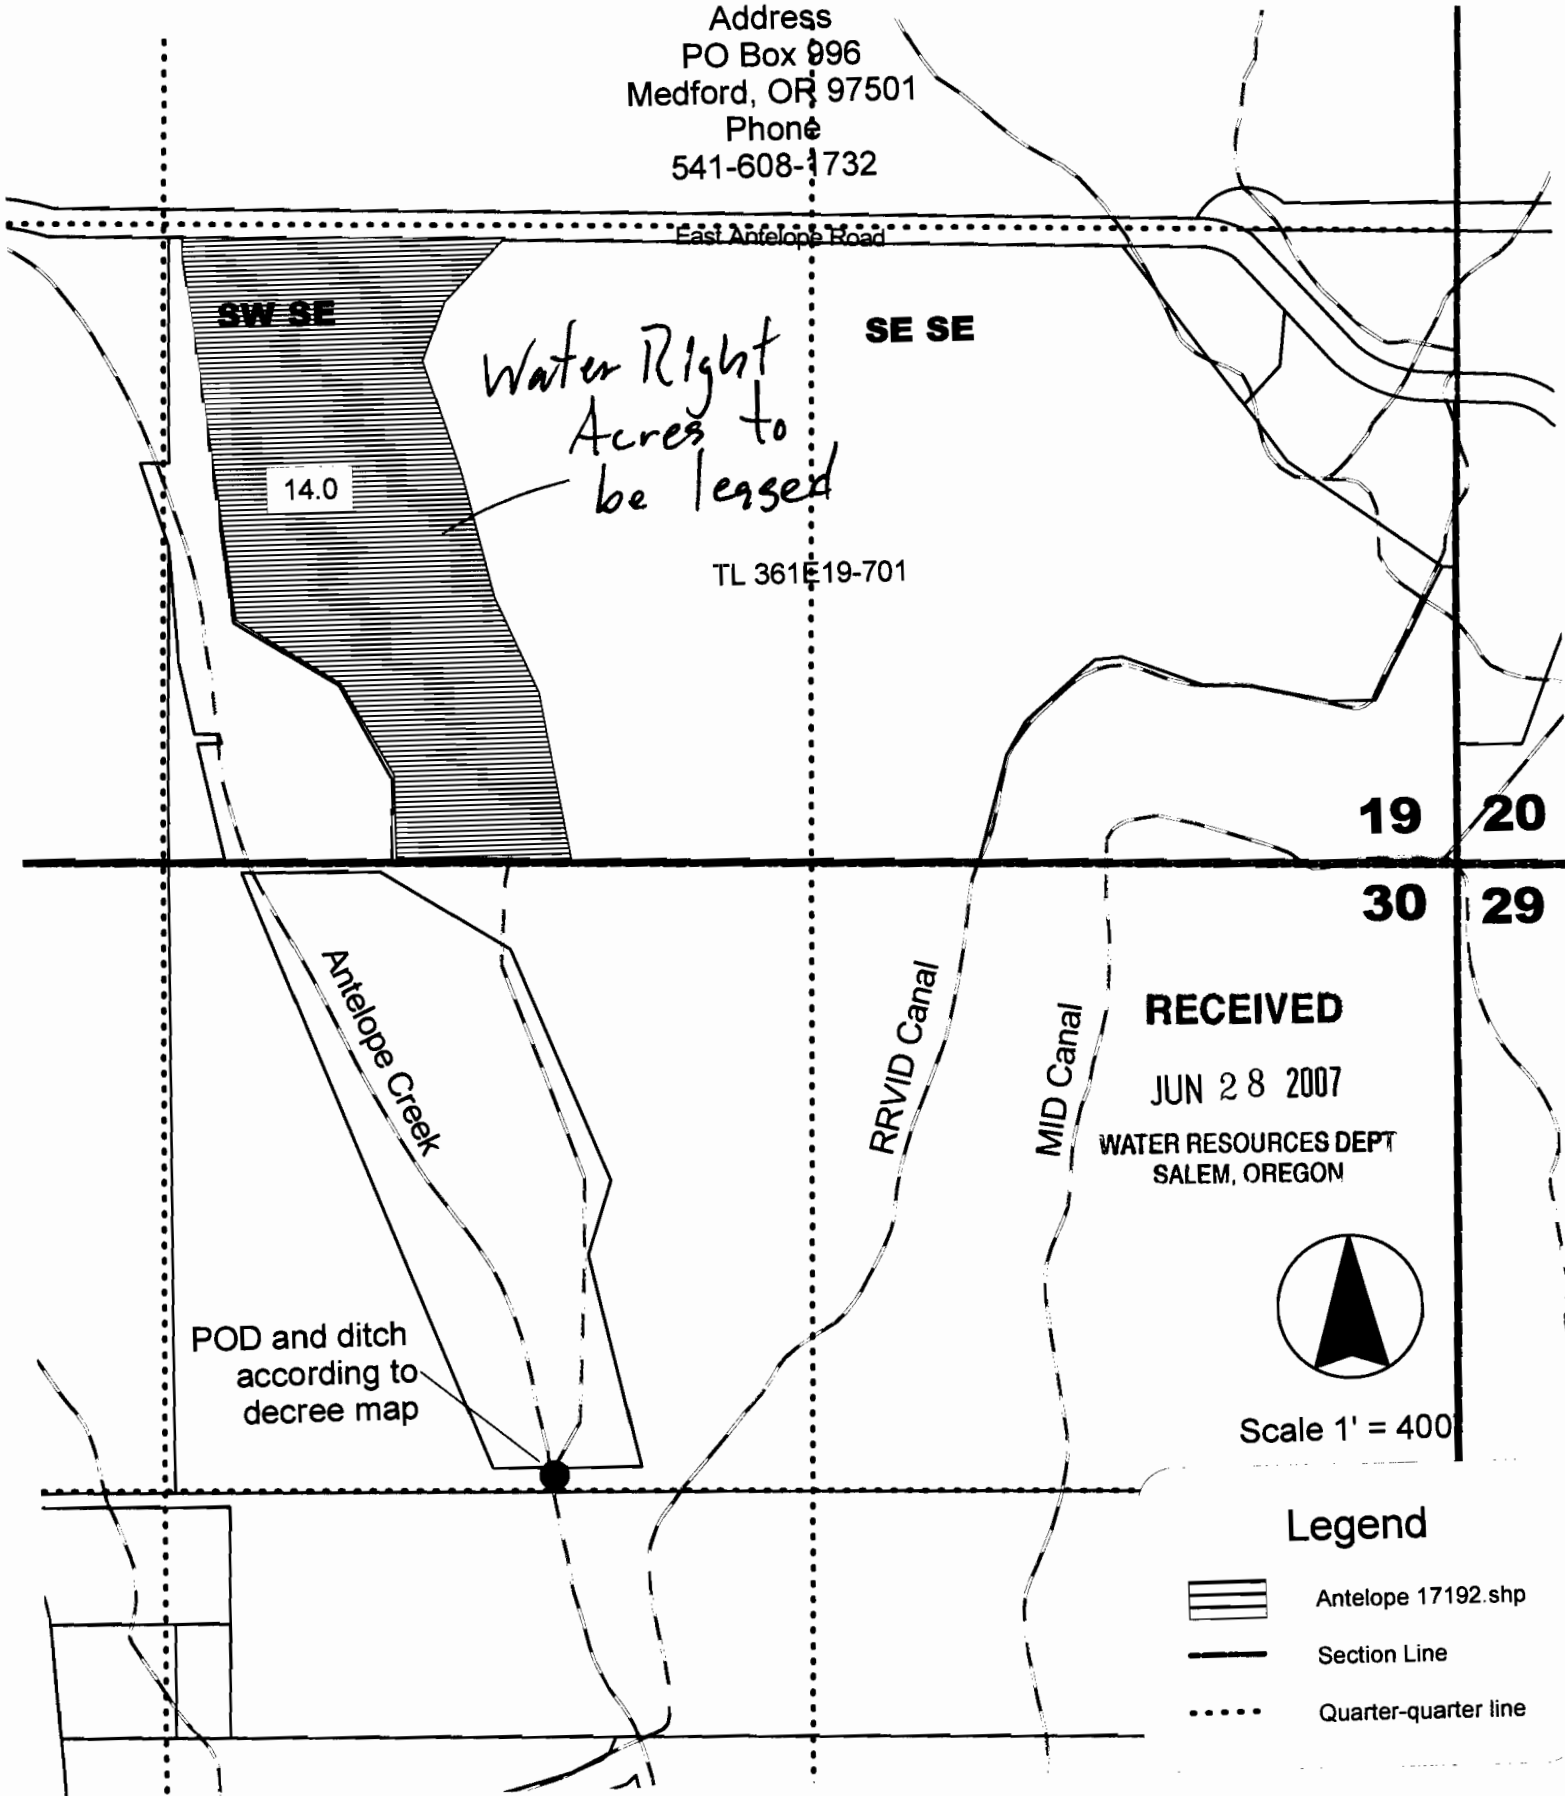 Address
PO Box 996
Medford, OR 97501
Phone
541-608-1732
East Antelope Road
SW SE
SE SE
Water Right
Acres to
be leased
14.0
TL 361E19-701
19
20
30
29
Antelope Creek
RRVID Canal
MID Canal
RECEIVED
JUN 28 2007
WATER RESOURCES DEPT
SALEM, OREGON
POD and ditch
according to
decree map
Scale 1' = 400'
Legend
Antelope 17192.shp
Section Line
Quarter-quarter line